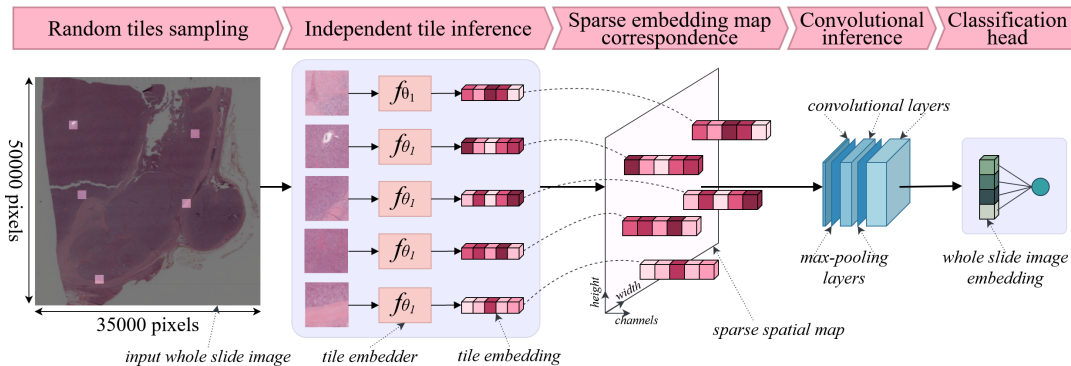 Random tiles sampling
Independent tile inference
Sparse embedding map
correspondence
Convolutional
inference
Classification
head
50000 pixels
35000 pixels
input whole slide image
fθ1
fθ1
fθ1
fθ1
fθ1
tile embedder
tile embedding
height
width
channels
sparse spatial map
convolutional layers
max-pooling
layers
whole slide image
embedding